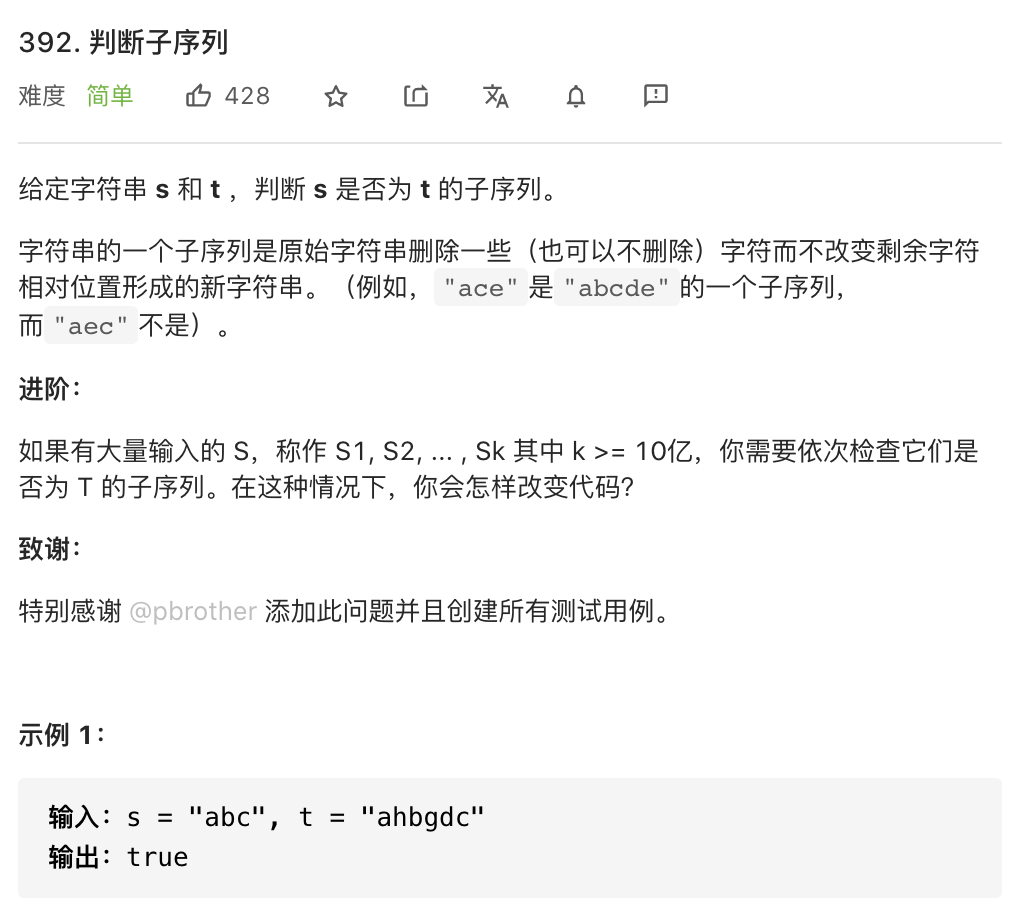 392. 判断子序列
难度 简单 428
给定字符串 s 和 t ，判断 s 是否为 t 的子序列。
字符串的一个子序列是原始字符串删除一些（也可以不删除）字符而不改变剩余字符
相对位置形成的新字符串。（例如，"ace"是"abcde"的一个子序列，
而"aec"不是）。
进阶：
如果有大量输入的 S，称作 S1, S2, ... , Sk 其中 k >= 10亿，你需要依次检查它们是
否为 T 的子序列。在这种情况下，你会怎样改变代码？
致谢：
特别感谢 @pbrother 添加此问题并且创建所有测试用例。
示例 1：
输入：s = "abc", t = "ahbgdc"
输出：true